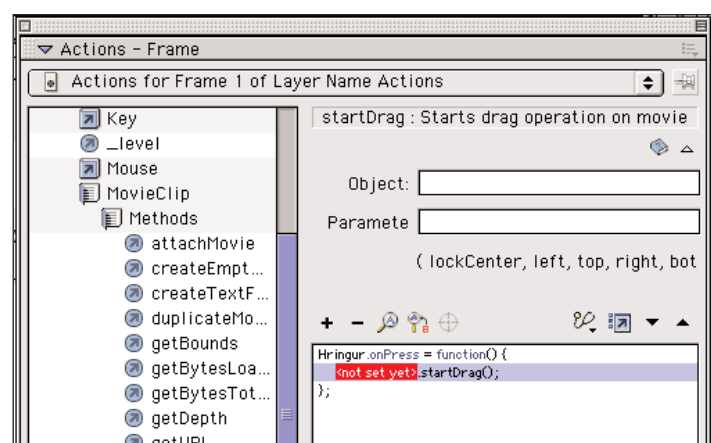 Actions - Frame
Actions for Frame 1 of Layer Name Actions
Key
_level
Mouse
MovieClip
Methods
attachMovie
createEmpt...
createTextF...
duplicateMo...
getBounds
getBytesLoa...
getBytesTot...
getDepth
getURL
startDrag : Starts drag operation on movie
Object:
Paramete
( lockCenter, left, top, right, bot
Hringur.onPress = function() {
<not set yet>.startDrag();
};